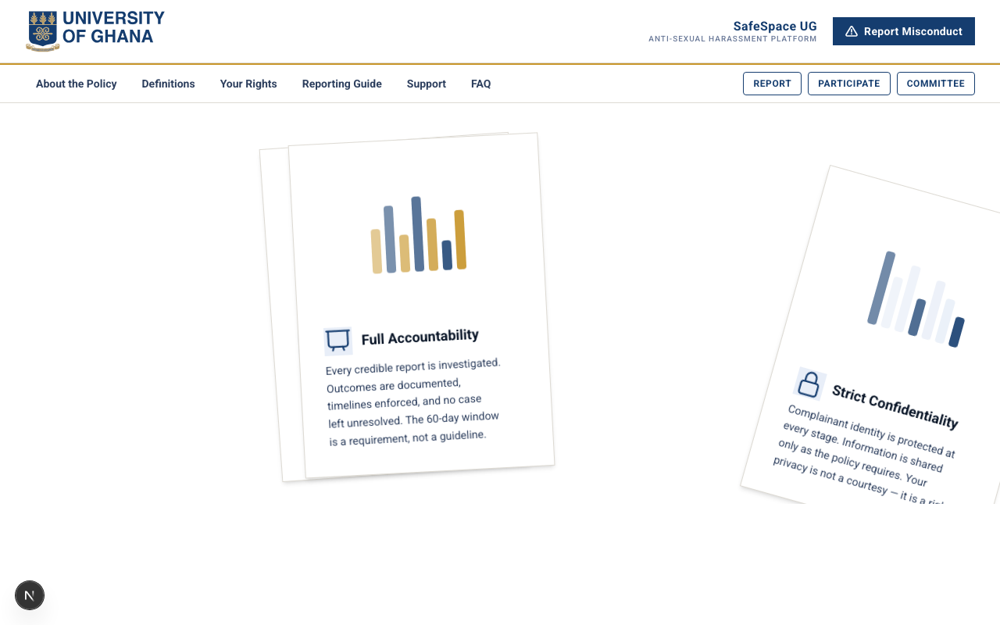 UNIVERSITY
OF GHANA
SafeSpace UG
ANTI-SEXUAL HARASSMENT PLATFORM
Report Misconduct
About the Policy
Definitions
Your Rights
Reporting Guide
Support
FAQ
REPORT
PARTICIPATE
COMMITTEE
Full Accountability
Every credible report is investigated.
Outcomes are documented,
timelines enforced, and no case
left unresolved. The 60-day window
is a requirement, not a guideline.
Strict Confidentiality
Complainant identity is protected at
every stage. Information is shared
only as the policy requires. Your
privacy is not a courtesy — it is a
N